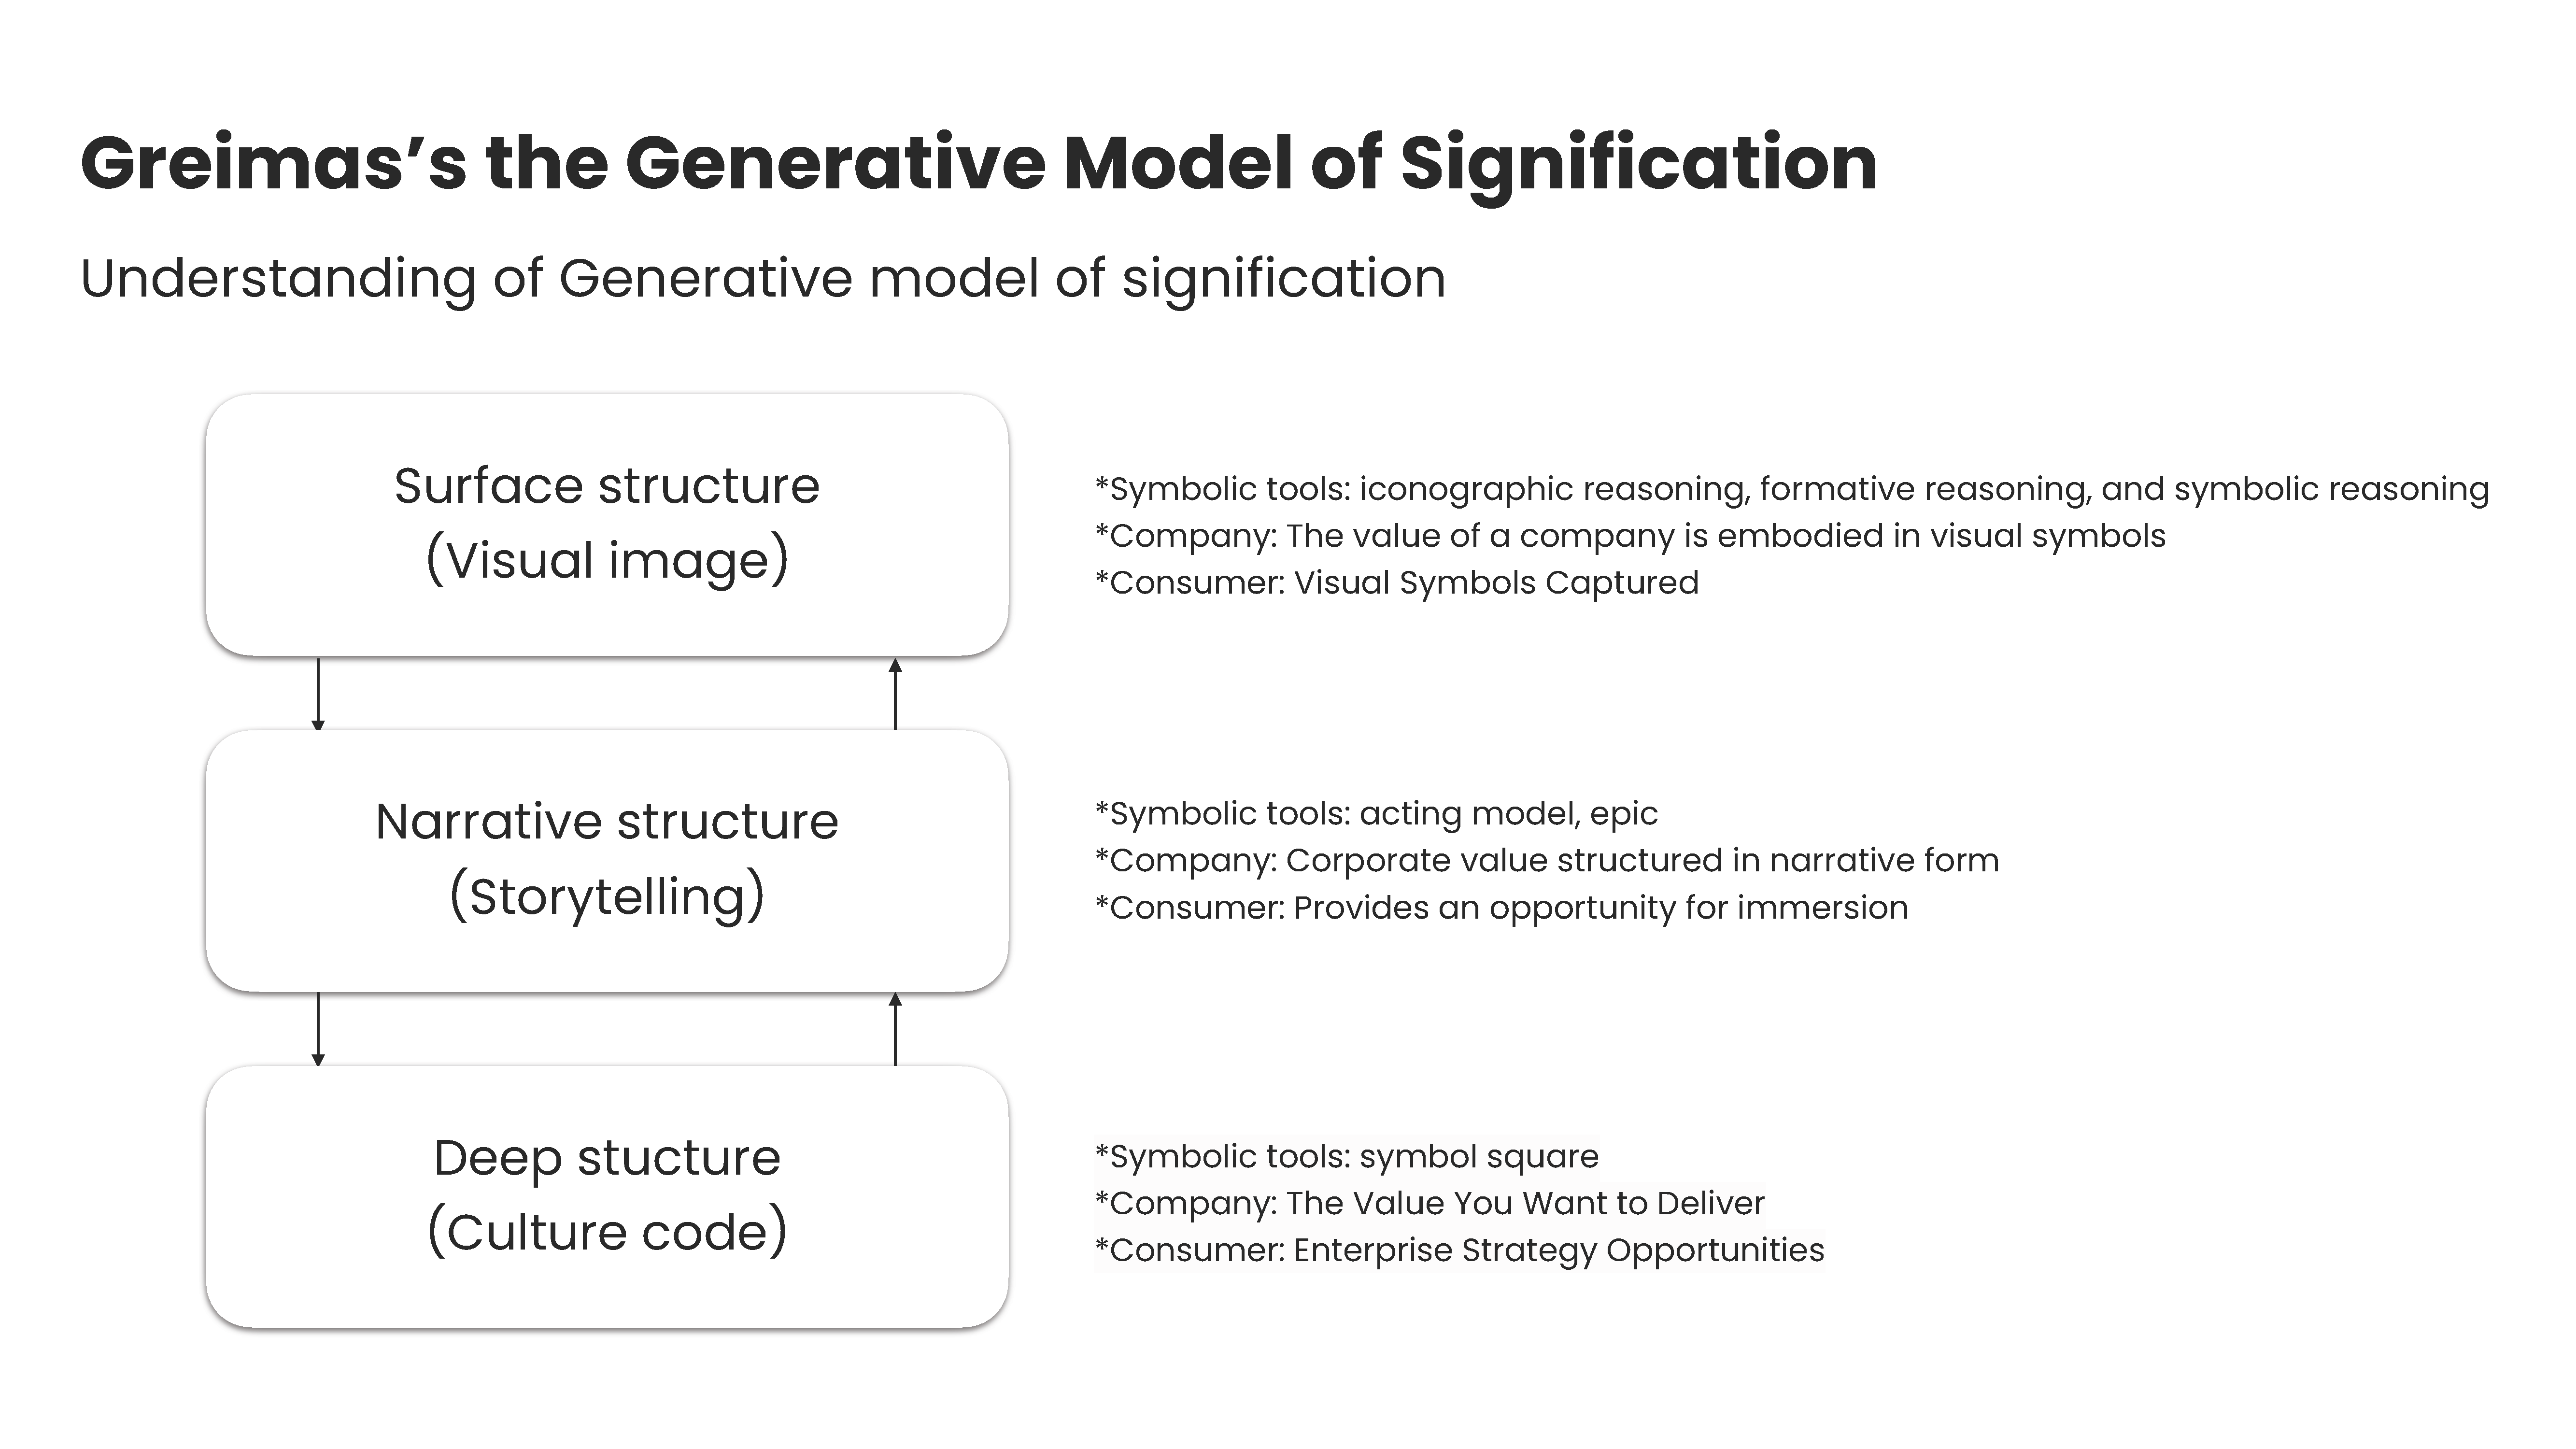 Greimas’s the Generative Model of Signification
Understanding of Generative model of signification
Surface structure
(Visual image)
*Symbolic tools: iconographic reasoning, formative reasoning, and symbolic reasoning
*Company: The value of a company is embodied in visual symbols
*Consumer: Visual Symbols Captured
Narrative structure
(Storytelling)
*Symbolic tools: acting model, epic
*Company: Corporate value structured in narrative form
*Consumer: Provides an opportunity for immersion
Deep stucture
(Culture code)
*Symbolic tools: symbol square
*Company: The Value You Want to Deliver
*Consumer: Enterprise Strategy Opportunities